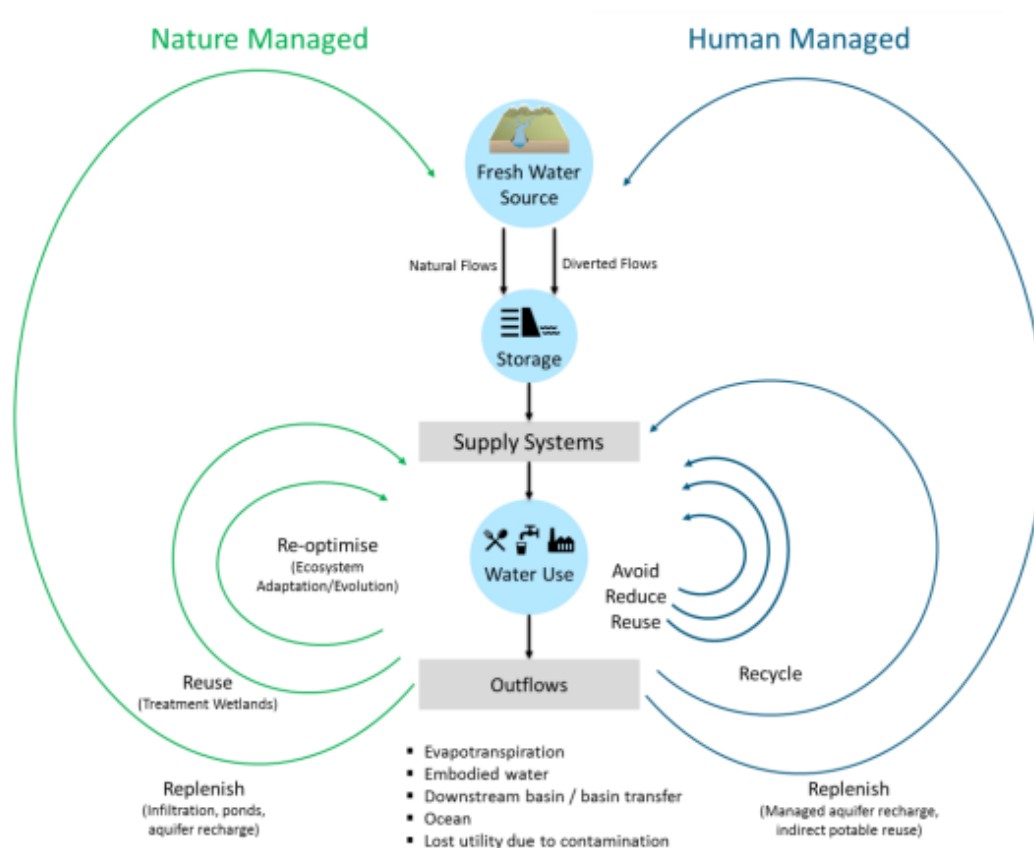 Nature Managed
Human Managed
Fresh Water
Source
Natural Flows
Diverted Flows
Storage
Supply Systems
Re-optimise
(Ecosystem
Adaptation/Evolution)
Water Use
Avoid
Reduce
Reuse
Reuse
(Treatment Wetlands)
Outflows
Recycle
Replenish
(Infiltration, ponds,
aquifer recharge)
▪ Evapotranspiration
▪ Embodied water
▪ Downstream basin / basin transfer
▪ Ocean
▪ Lost utility due to contamination
Replenish
(Managed aquifer recharge,
indirect potable reuse)